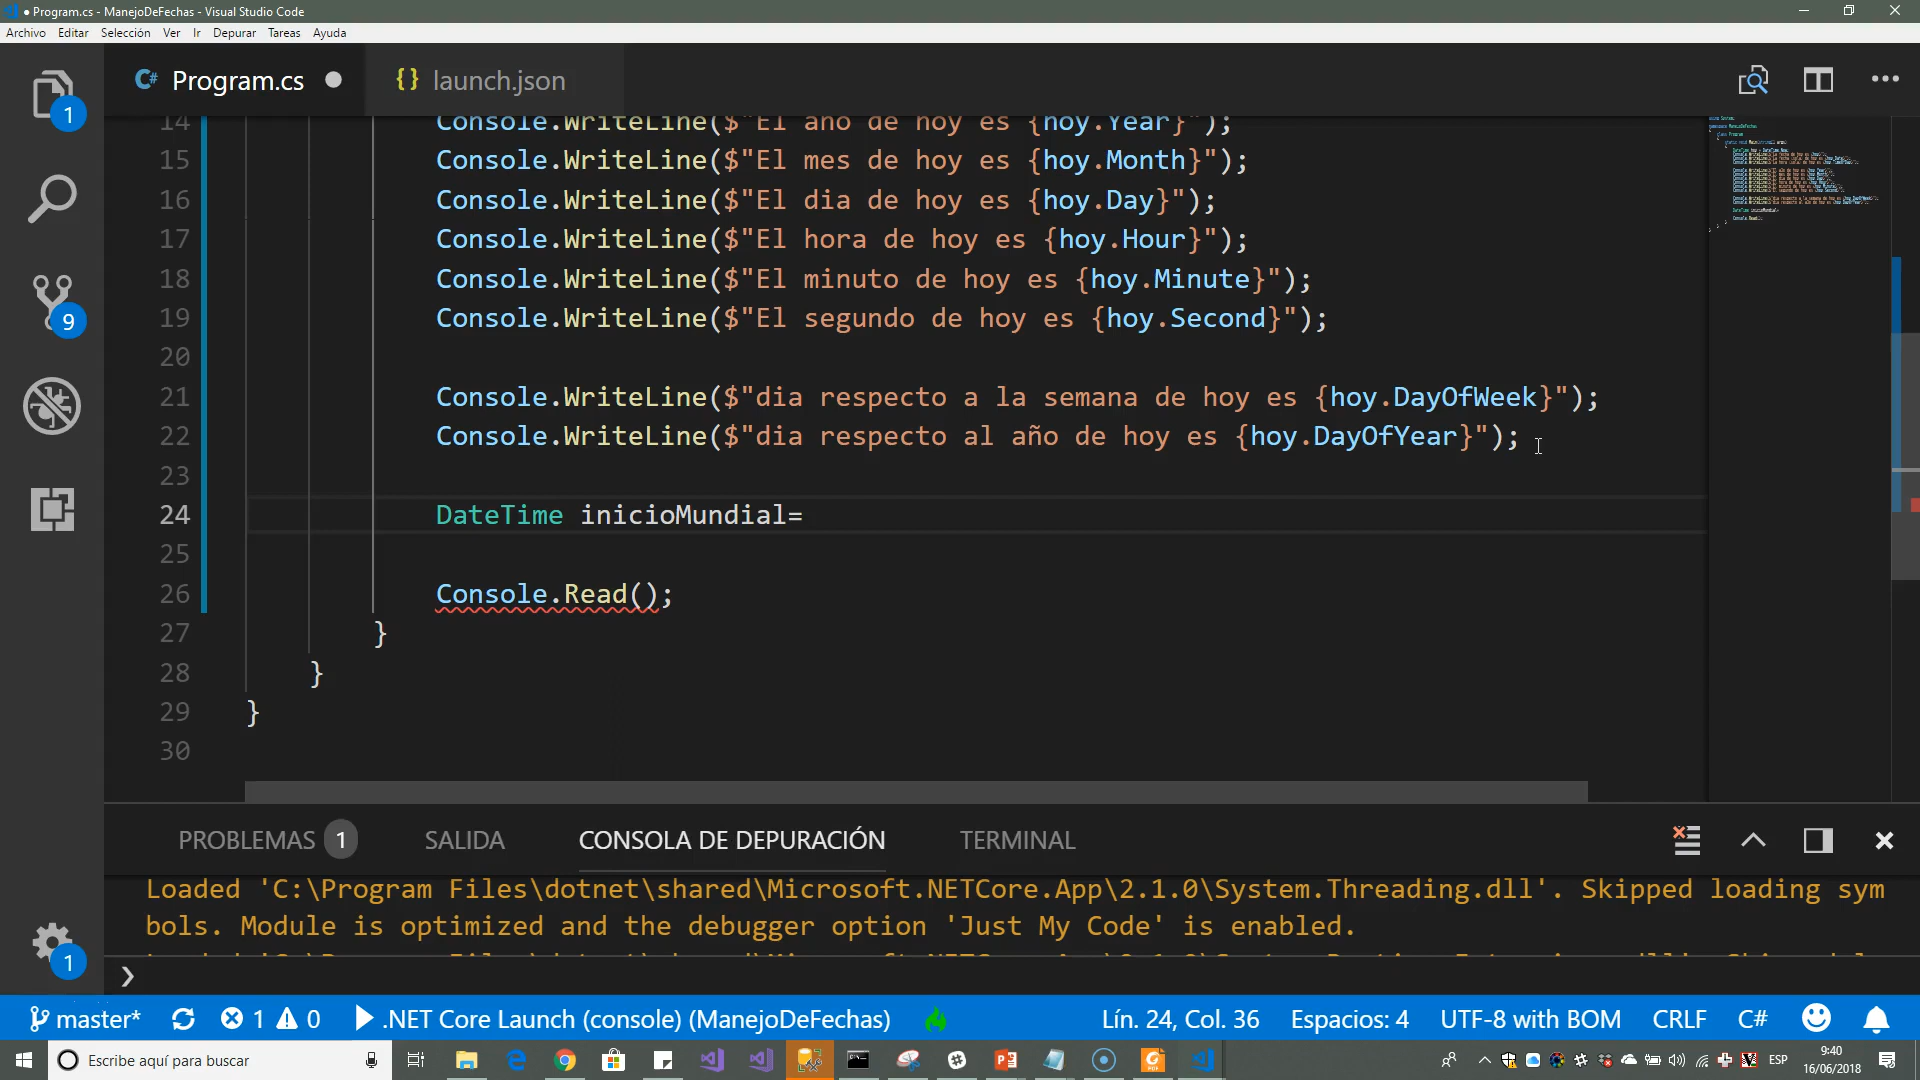 ● Program.cs - ManejoDeFechas - Visual Studio Code
Archivo Editar Selección Ver Ir Depurar Tareas Ayuda
C# Program.cs ● {} launch.json
14 Console.WriteLine($"El año de hoy es {hoy.Year}");
15 Console.WriteLine($"El mes de hoy es {hoy.Month}");
16 Console.WriteLine($"El dia de hoy es {hoy.Day}");
17 Console.WriteLine($"El hora de hoy es {hoy.Hour}");
18 Console.WriteLine($"El minuto de hoy es {hoy.Minute}");
19 Console.WriteLine($"El segundo de hoy es {hoy.Second}");
20
21 Console.WriteLine($"dia respecto a la semana de hoy es {hoy.DayOfWeek}");
22 Console.WriteLine($"dia respecto al año de hoy es {hoy.DayOfYear}");
23
24 DateTime inicioMundial=
25
26 Console.Read();
27 }
28 }
29 }
30
1
9
1
PROBLEMAS 1 SALIDA CONSOLA DE DEPURACIÓN TERMINAL
Loaded 'C:\Program Files\dotnet\shared\Microsoft.NETCore.App\2.1.0\System.Threading.dll'. Skipped loading sym
bols. Module is optimized and the debugger option 'Just My Code' is enabled.
❯
master* 1 0 .NET Core Launch (console) (ManejoDeFechas) Lín. 24, Col. 36 Espacios: 4 UTF-8 with BOM CRLF C#
Escribe aquí para buscar ESP 9:40
16/06/2018